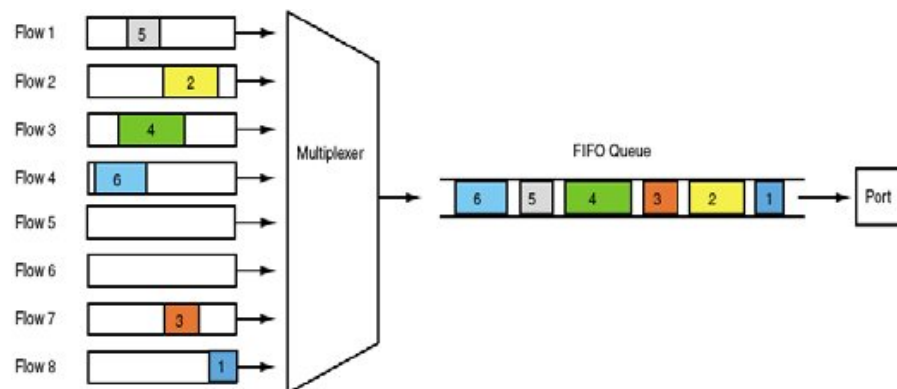 Flow 1
5
Flow 2
2
Flow 3
4
Flow 4
6
Flow 5
Flow 6
Flow 7
3
Flow 8
1
Multiplexer
FIFO Queue
6 5 4 3 2 1
Port